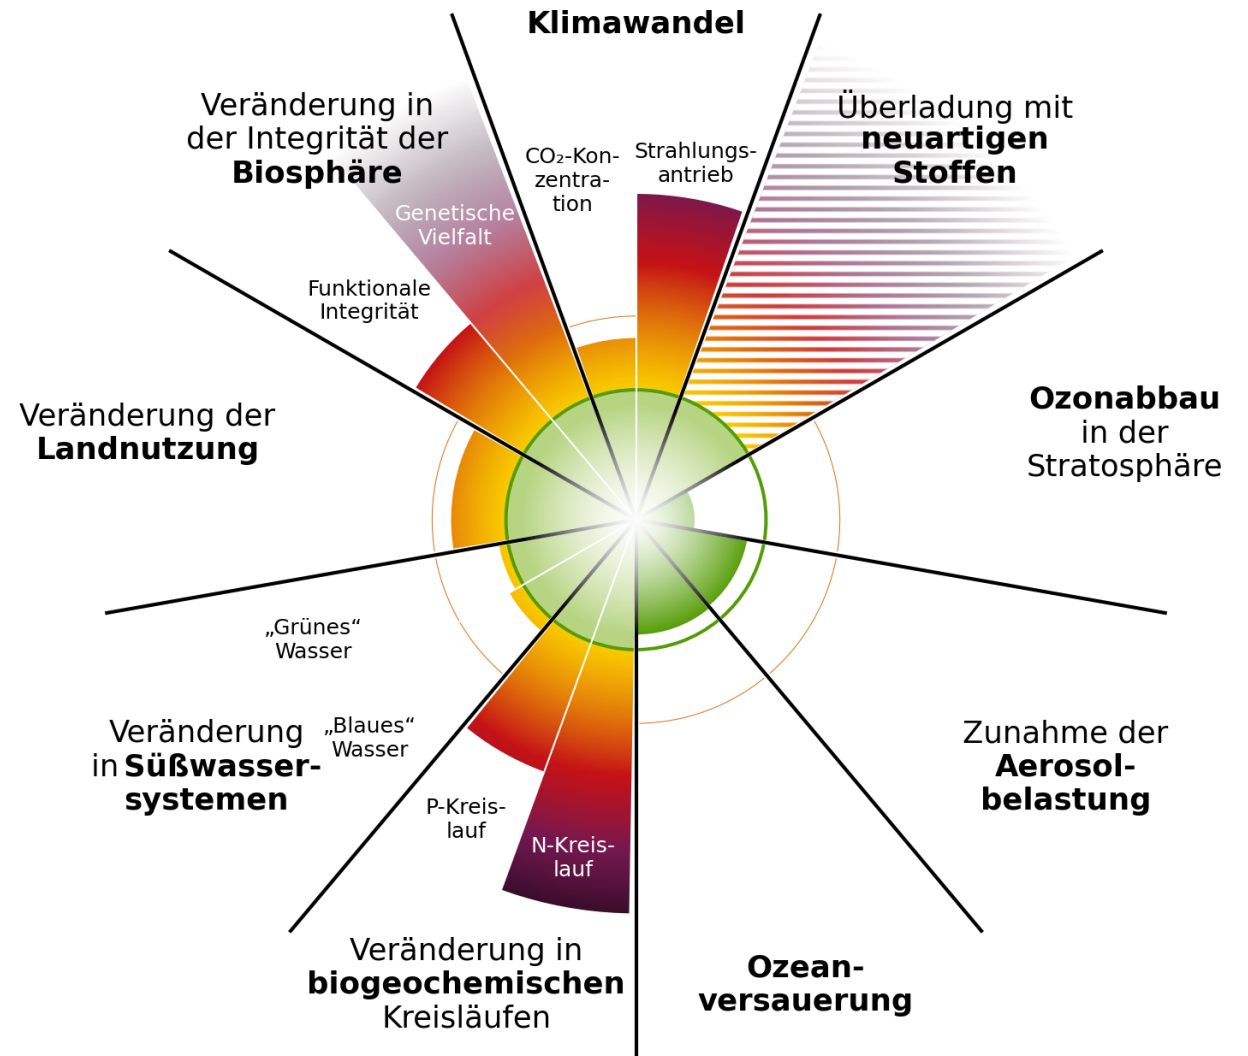 Klimawandel
CO₂-Kon-
zentra-
tion
Strahlungs-
antrieb
Überladung mit
neuartigen
Stoffen
Ozonabbau
in der
Stratosphäre
Zunahme der
Aerosol-
belastung
Ozean-
versauerung
Veränderung in
biogeochemischen
Kreisläufen
P-Kreis-
lauf
N-Kreis-
lauf
Veränderung
in Süßwasser-
systemen
„Grünes“
Wasser
„Blaues“
Wasser
Veränderung der
Landnutzung
Veränderung in
der Integrität der
Biosphäre
Funktionale
Integrität
Genetische
Vielfalt